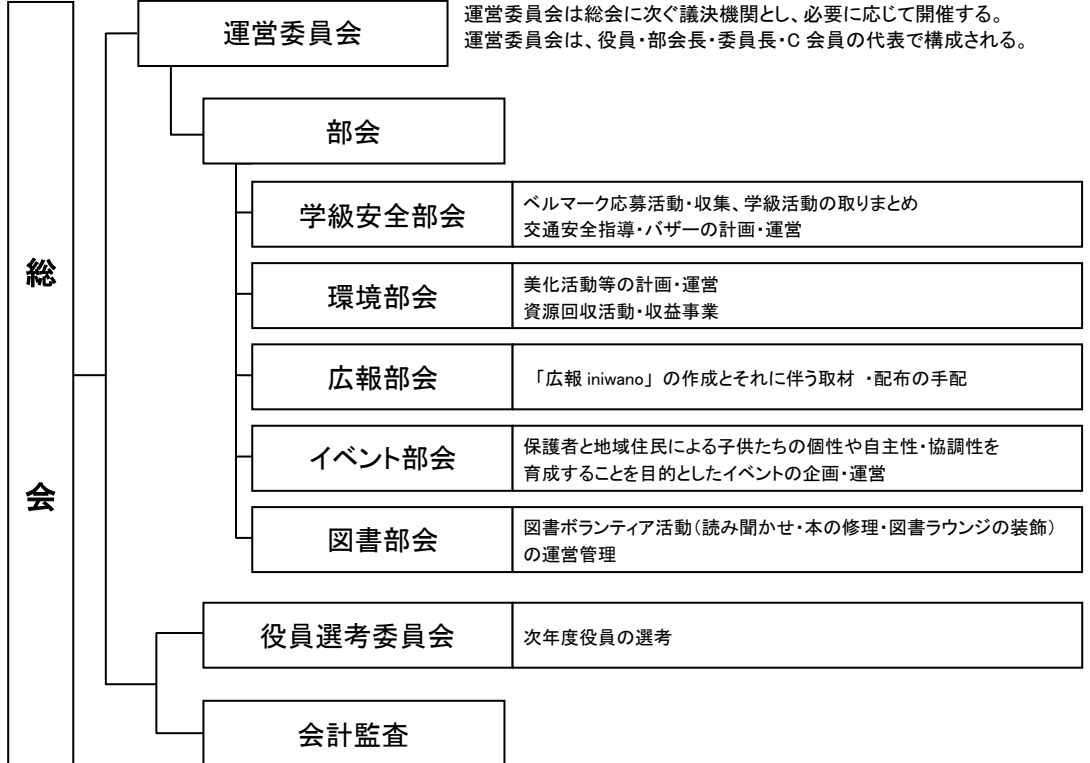 運営委員会
運営委員会は総会に次ぐ議決機関とし、必要に応じて開催する。
運営委員会は、役員・部会長・委員長・C 会員の代表で構成される。
部会
学級安全部会
ベルマーク応募活動・収集、学級活動の取りまとめ
交通安全指導・バザーの計画・運営
総会
環境部会
美化活動等の計画・運営
資源回収活動・収益事業
広報部会
「広報 iniwano」 の作成とそれに伴う取材 ・配布の手配
イベント部会
保護者と地域住民による子供たちの個性や自主性・協調性を
育成することを目的としたイベントの企画・運営
図書部会
図書ボランティア活動（読み聞かせ・本の修理・図書ラウンジの装飾）
の運営管理
役員選考委員会
次年度役員の選考
会計監査